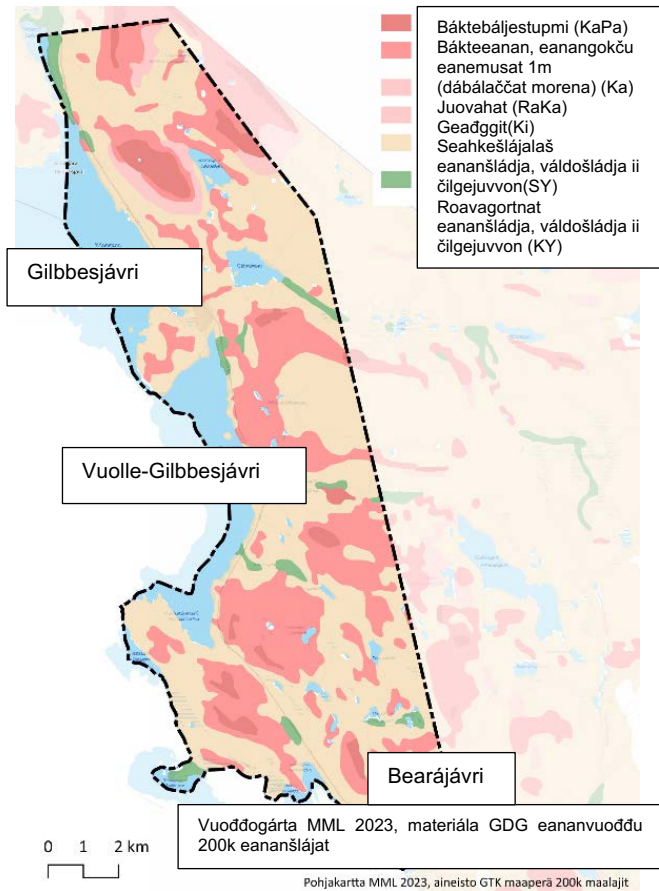 Báktebáljestupmi (KaPa)
Bákteeanan, eanangokču
eanemusat 1m
(dábálaččat morena) (Ka)
Juovahat (RaKa)
Geađggit(Ki)
Seahkešlájalaš
eananšládja, váldošládja ii
čilgejuvvon(SY)
Roavagortnat
eananšládja, váldošládja ii
čilgejuvvon (KY)
Gilbbesjávri
Vuolle-Gilbbesjávri
Bearájávri
Vuođđogárta MML 2023, materiála GDG eananvuođđu
200k eananšlájat
0 1 2 km
Pohjakartta MML 2023, aineisto GTK maaperä 200k maalajit